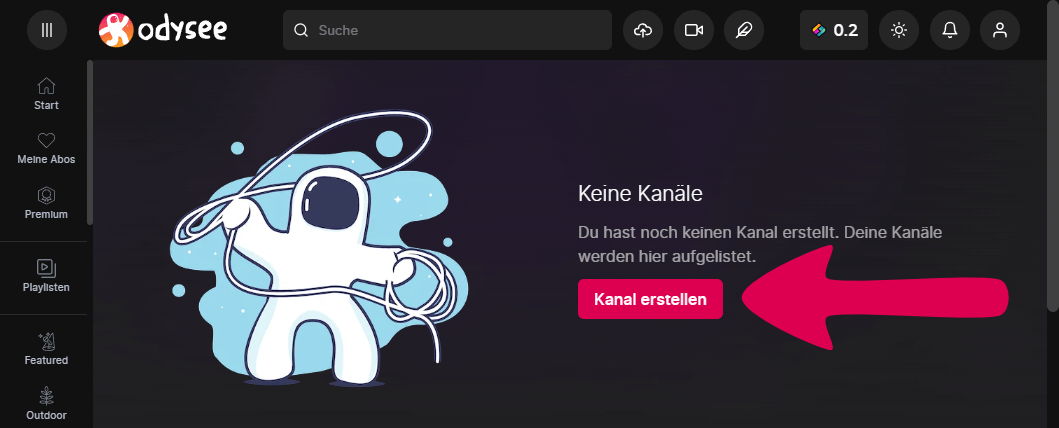 odysee
Suche
0.2
Start
Meine Abos
Premium
Playlisten
Featured
Outdoor
Keine Kanäle
Du hast noch keinen Kanal erstellt. Deine Kanäle
werden hier aufgelistet.
Kanal erstellen